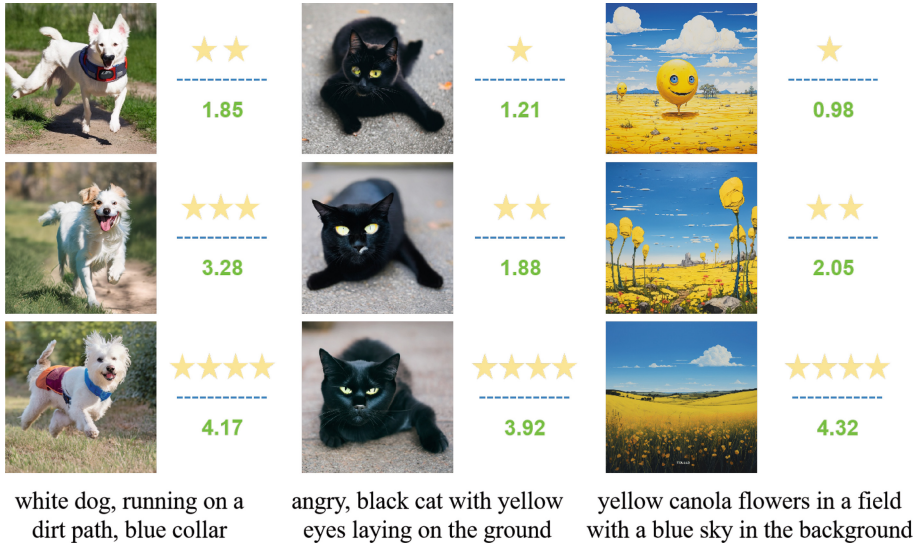 1.85
1.21
0.98
3.28
1.88
2.05
4.17
3.92
4.32
white dog, running on a
dirt path, blue collar
angry, black cat with yellow
eyes laying on the ground
yellow canola flowers in a field
with a blue sky in the background